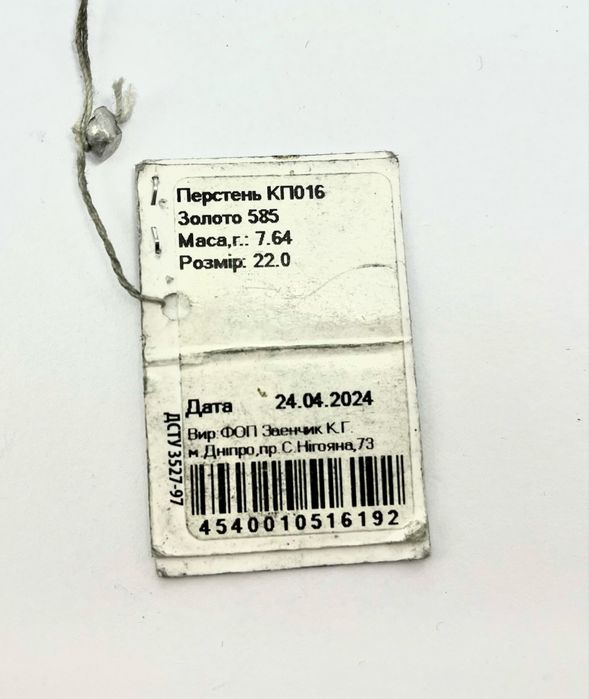 Перстень КП016
Золото 585
Маса,г.: 7.64
Розмір: 22.0
Дата 24.04.2024
Вир:ФОП Заєнчик К.Г.
м.Дніпро,пр.С.Нігояна,73
4540010516192
ДСТУ 3527-97